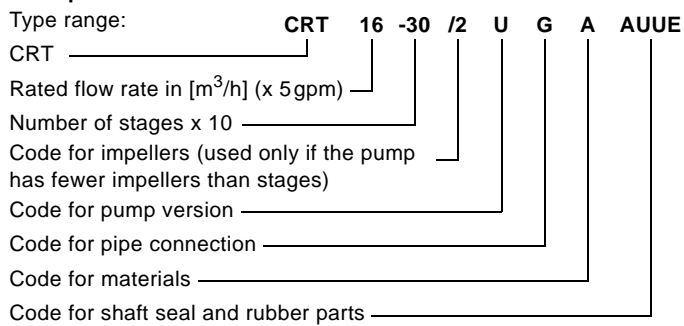 Type range: CRT 16 -30 /2 U G A AUUE
CRT
Rated flow rate in [m³/h] (x 5 gpm)
Number of stages x 10
Code for impellers (used only if the pump
has fewer impellers than stages)
Code for pump version
Code for pipe connection
Code for materials
Code for shaft seal and rubber parts